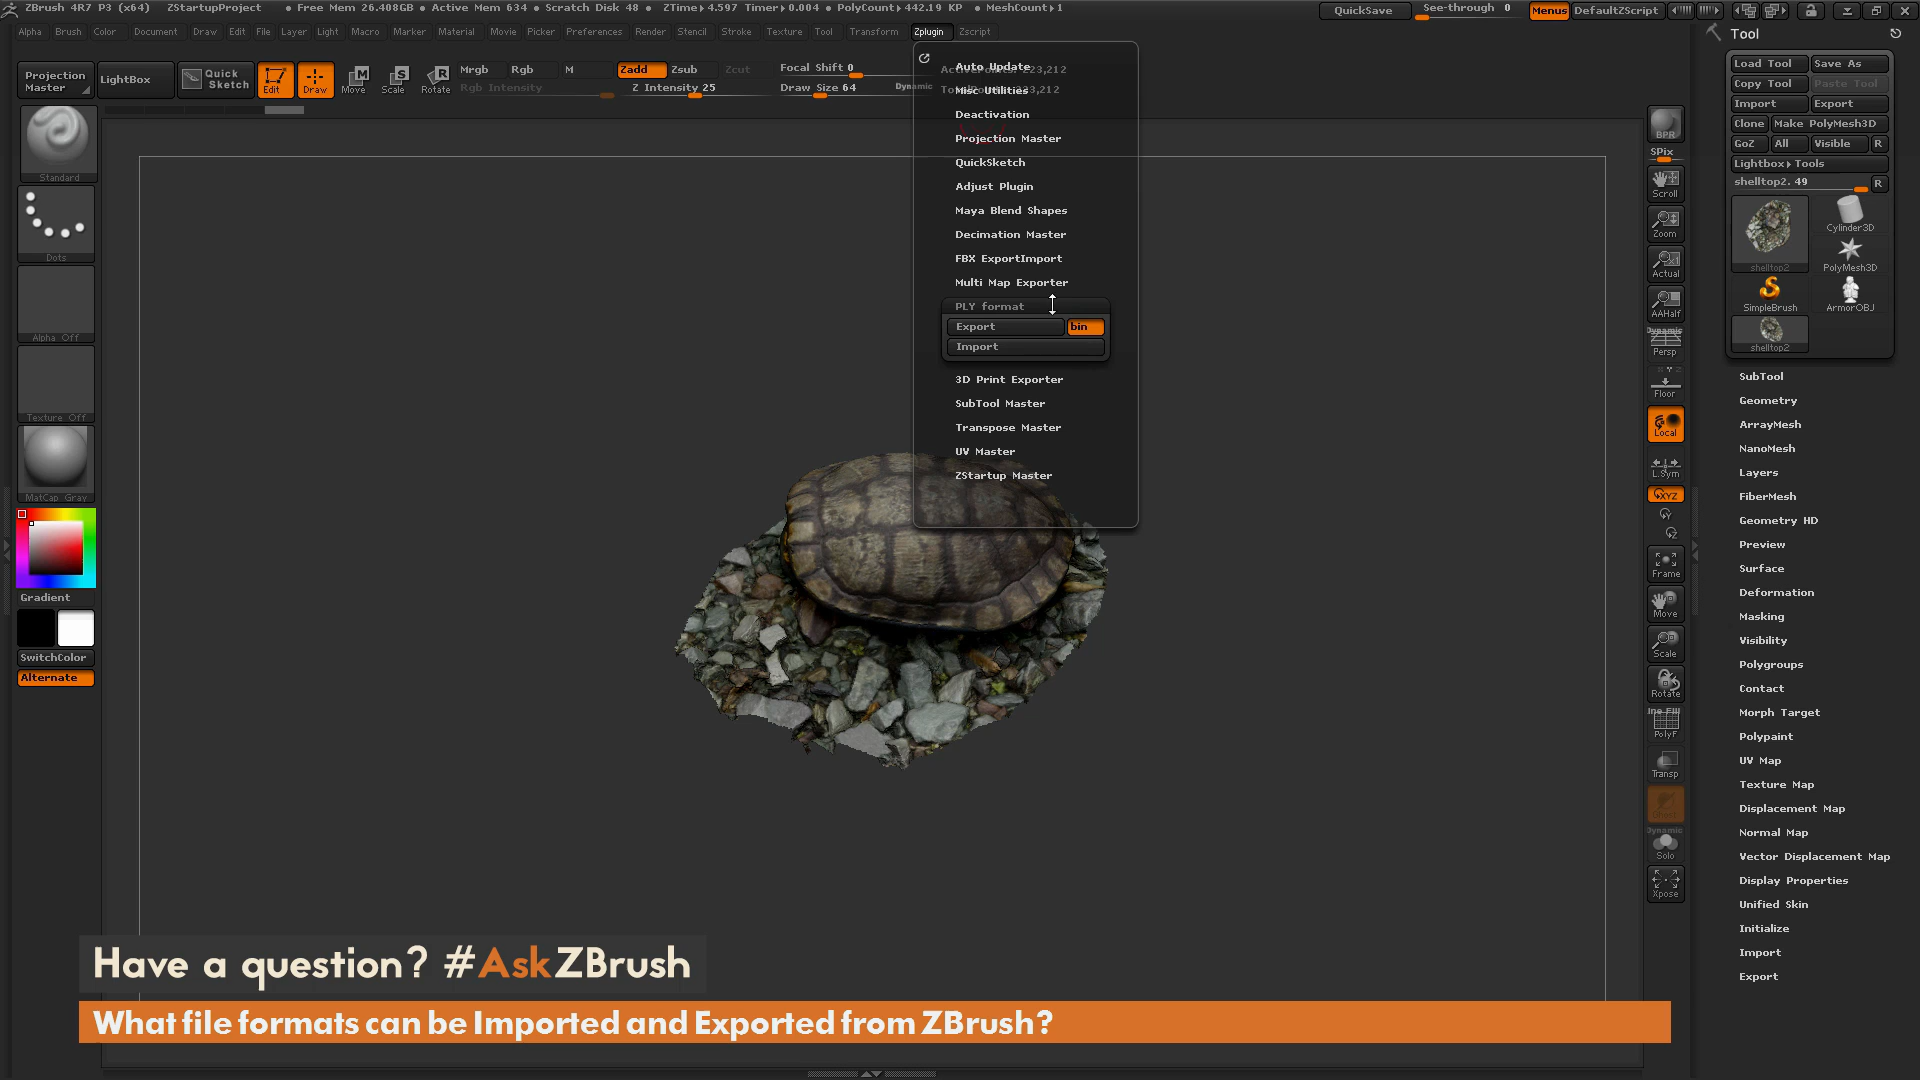 ZBrush 4R7 P3 (x64) ZStartupProject • Free Mem 26.408GB • Active Mem 634 • Scratch Disk 48 • ZTime▸4.597 Timer▸0.004 • PolyCount▸442.19 KP • MeshCount▸1
QuickSave See-through 0 Menus DefaultZScript
Alpha Brush Color Document Draw Edit File Layer Light Macro Marker Material Movie Picker Preferences Render Stencil Stroke Texture Tool Transform Zplugin Zscript
Projection Master
LightBox
Quick Sketch
Edit Draw Move Scale Rotate
Mrgb Rgb M
Rgb Intensity
Zadd Zsub Zcut
Z Intensity 25
Focal Shift 0
Draw Size 64
Dynamic
Standard
Dots
Alpha Off
Texture Off
MatCap Gray
Gradient
SwitchColor
Alternate
Auto Update
Misc Utilities
Deactivation
Projection Master
QuickSketch
Adjust Plugin
Maya Blend Shapes
Decimation Master
FBX ExportImport
Multi Map Exporter
PLY format
Export bin
Import
3D Print Exporter
SubTool Master
Transpose Master
UV Master
ZStartup Master
BPR
SPix
Scroll
Zoom
Actual
AAHalf
Dynamic
Persp
Floor
Local
L.Sym
XYZ
Frame
Move
Scale
Rotate
PolyF
Transp
Dynamic
Solo
Xpose
Tool
Load Tool Save As
Copy Tool Paste Tool
Import Export
Clone Make PolyMesh3D
GoZ All Visible R
Lightbox▸Tools
shelltop2. 49 R
shelltop2
Cylinder3D
PolyMesh3D
SimpleBrush
ArmorOBJ
shelltop2
SubTool
Geometry
ArrayMesh
NanoMesh
Layers
FiberMesh
Geometry HD
Preview
Surface
Deformation
Masking
Visibility
Polygroups
Contact
Morph Target
Polypaint
UV Map
Texture Map
Displacement Map
Normal Map
Vector Displacement Map
Display Properties
Unified Skin
Initialize
Import
Export
Have a question? #AskZBrush
What file formats can be Imported and Exported from ZBrush?